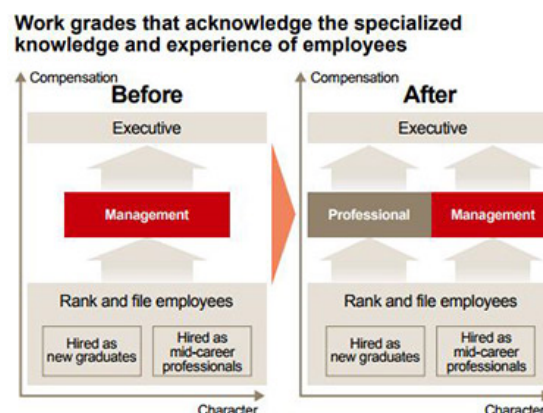 Work grades that acknowledge the specialized
knowledge and experience of employees
Compensation
Before
Executive
Management
Rank and file employees
Hired as
new graduates
Hired as
mid-career
professionals
Character
Compensation
After
Executive
Professional
Management
Rank and file employees
Hired as
new graduates
Hired as
mid-career
professionals
Character